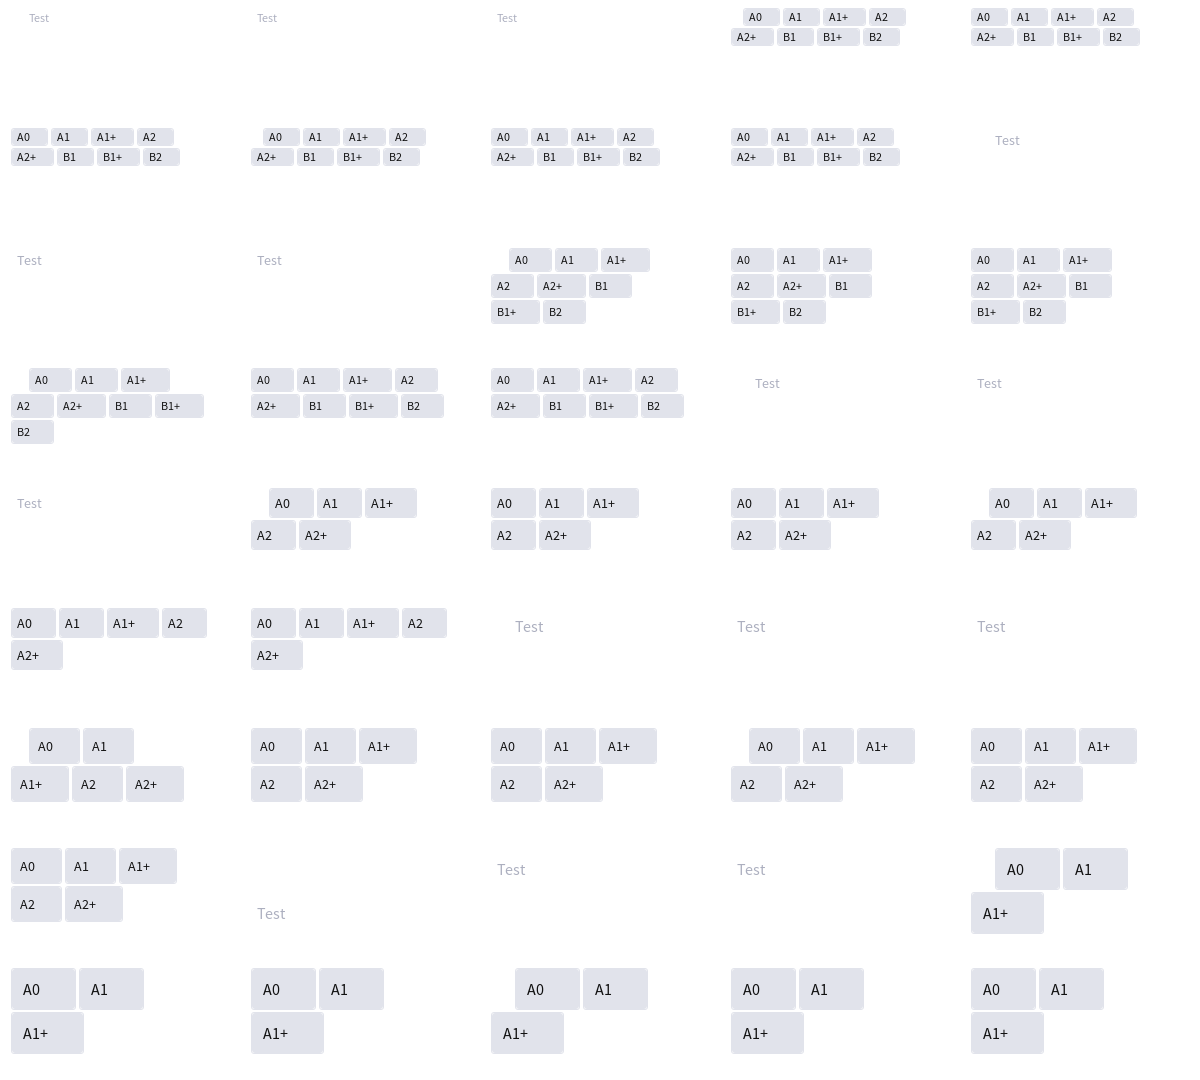 Test Test Test A0 A1 A1+ A2 A0 A1 A1+ A2
A2+ B1 B1+ B2 A2+ B1 B1+ B2
A0 A1 A1+ A2 A0 A1 A1+ A2 A0 A1 A1+ A2 A0 A1 A1+ A2 Test
A2+ B1 B1+ B2 A2+ B1 B1+ B2 A2+ B1 B1+ B2 A2+ B1 B1+ B2
Test Test A0 A1 A1+ A0 A1 A1+ A0 A1 A1+
A2 A2+ B1 A2 A2+ B1 A2 A2+ B1
B1+ B2 B1+ B2 B1+ B2
A0 A1 A1+ A0 A1 A1+ A2 A0 A1 A1+ A2 Test Test
A2 A2+ B1 B1+ A2+ B1 B1+ B2 A2+ B1 B1+ B2
B2
Test A0 A1 A1+ A0 A1 A1+ A0 A1 A1+ A0 A1 A1+
A2 A2+ A2 A2+ A2 A2+ A2 A2+
A0 A1 A1+ A2 A0 A1 A1+ A2 Test Test Test
A2+ A2+
A0 A1 A0 A1 A1+ A0 A1 A1+ A0 A1 A1+ A0 A1 A1+
A1+ A2 A2+ A2 A2+ A2 A2+ A2 A2+ A2 A2+
A0 A1 A1+ Test Test A0 A1
A2 A2+ Test A1+
A0 A1 A0 A1 A0 A1 A0 A1 A0 A1
A1+ A1+ A1+ A1+ A1+